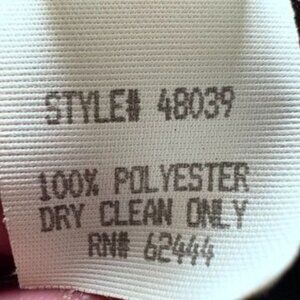 STYLE# 48039
100% POLYESTER
DRY CLEAN ONLY
RN# 62444